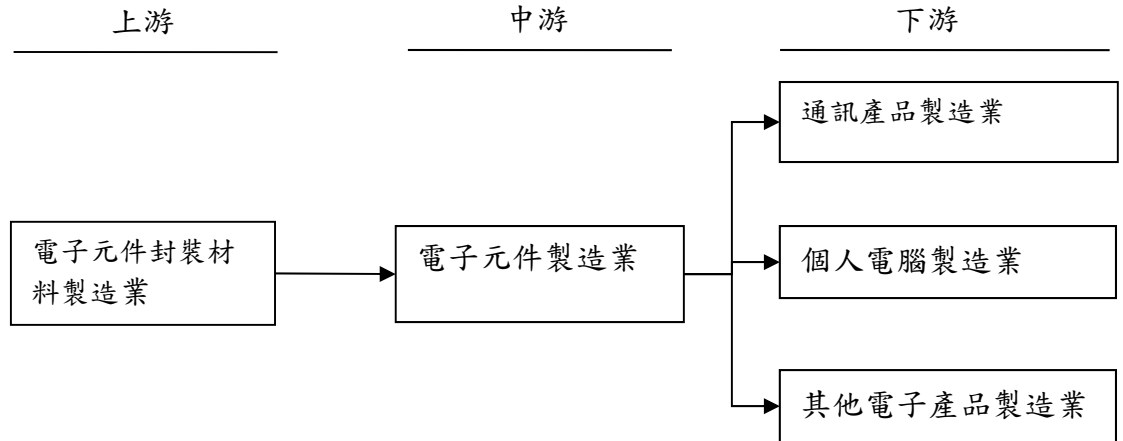 上游
中游
下游
通訊產品製造業
電子元件封裝材
料製造業
電子元件製造業
個人電腦製造業
其他電子產品製造業